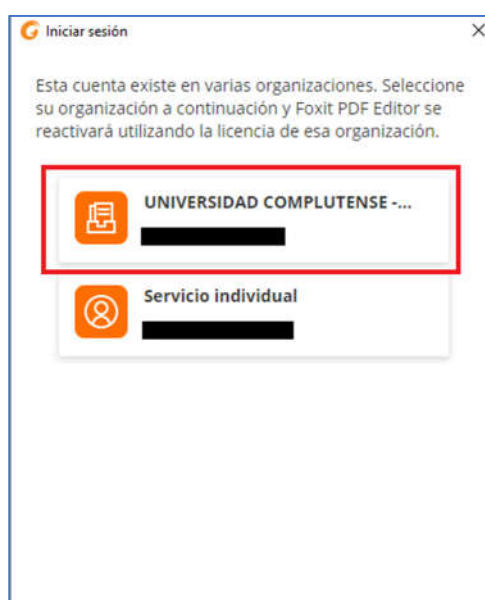 Iniciar sesión
Esta cuenta existe en varias organizaciones. Seleccione
su organización a continuación y Foxit PDF Editor se
reactivará utilizando la licencia de esa organización.
UNIVERSIDAD COMPLUTENSE -...
Servicio individual